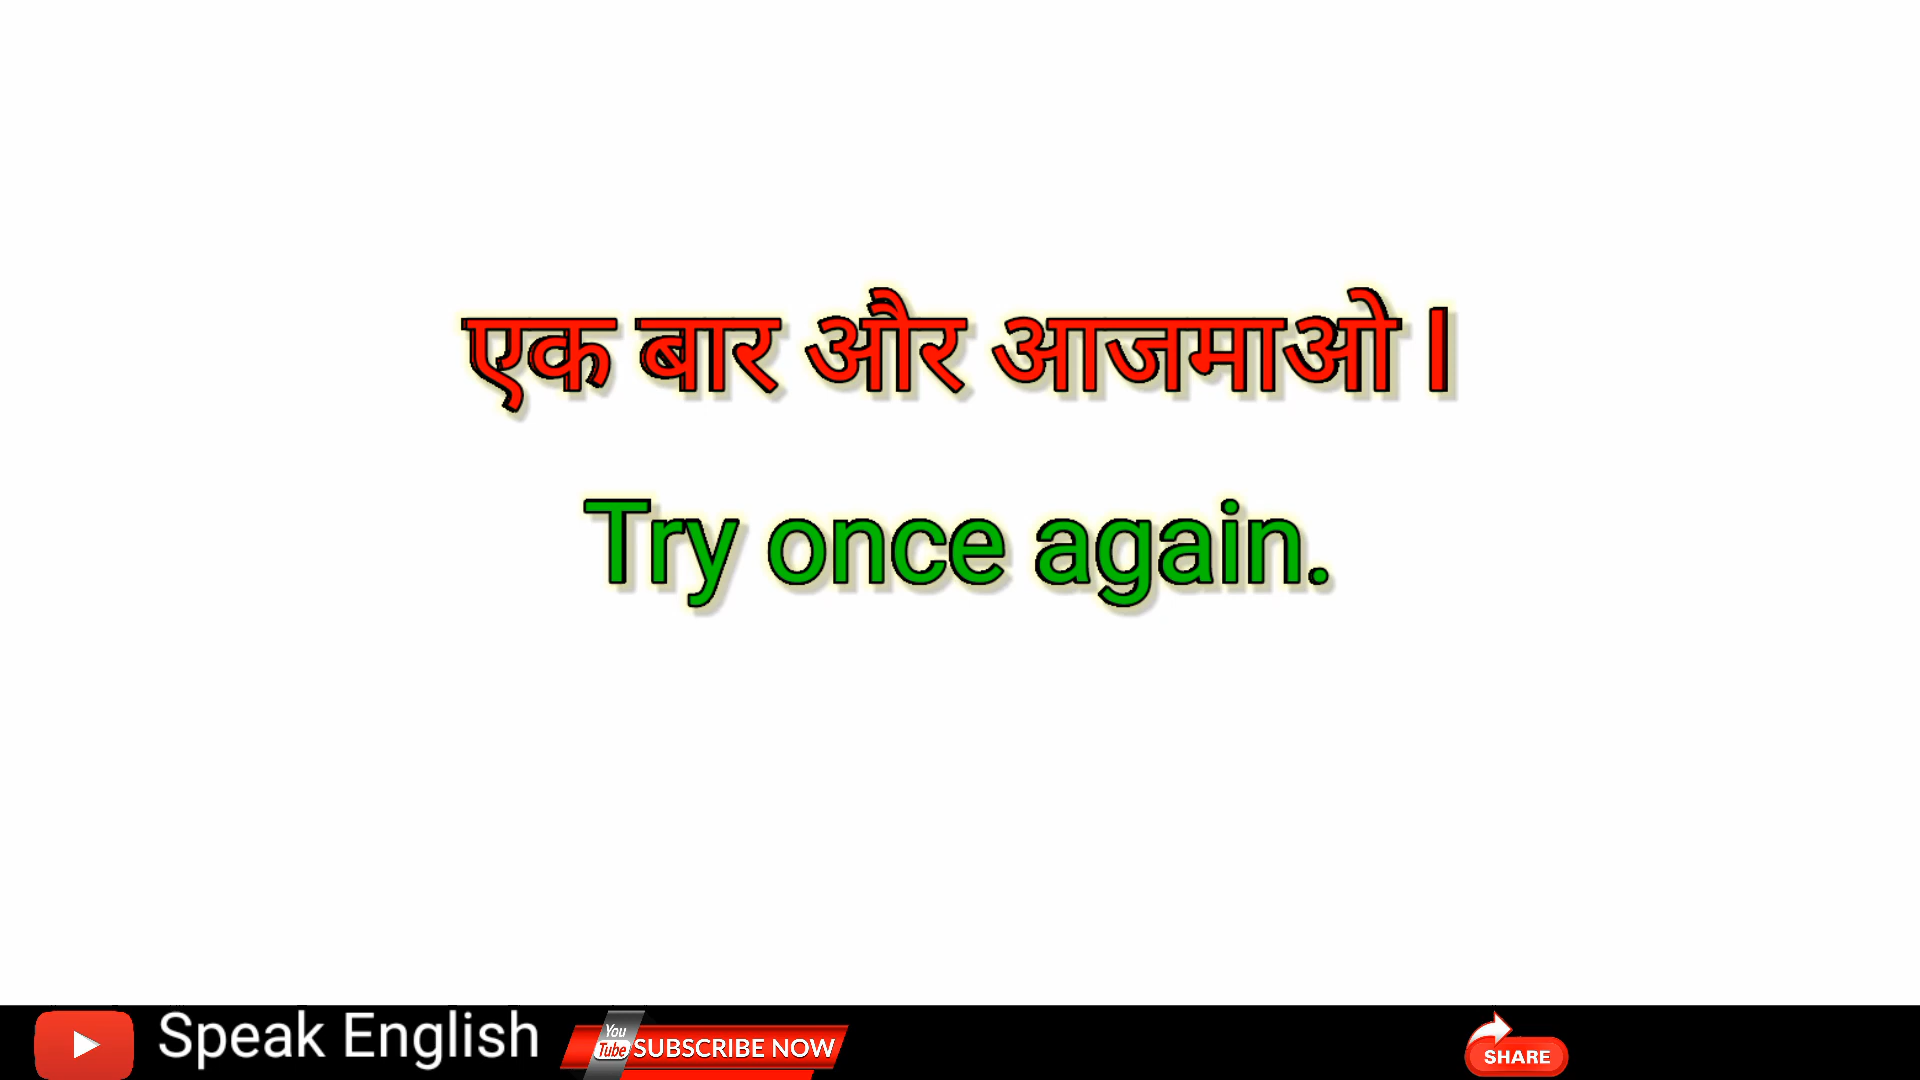 एक बार और आजमाओ l
Try once again.
Speak English
You Tube SUBSCRIBE NOW
SHARE